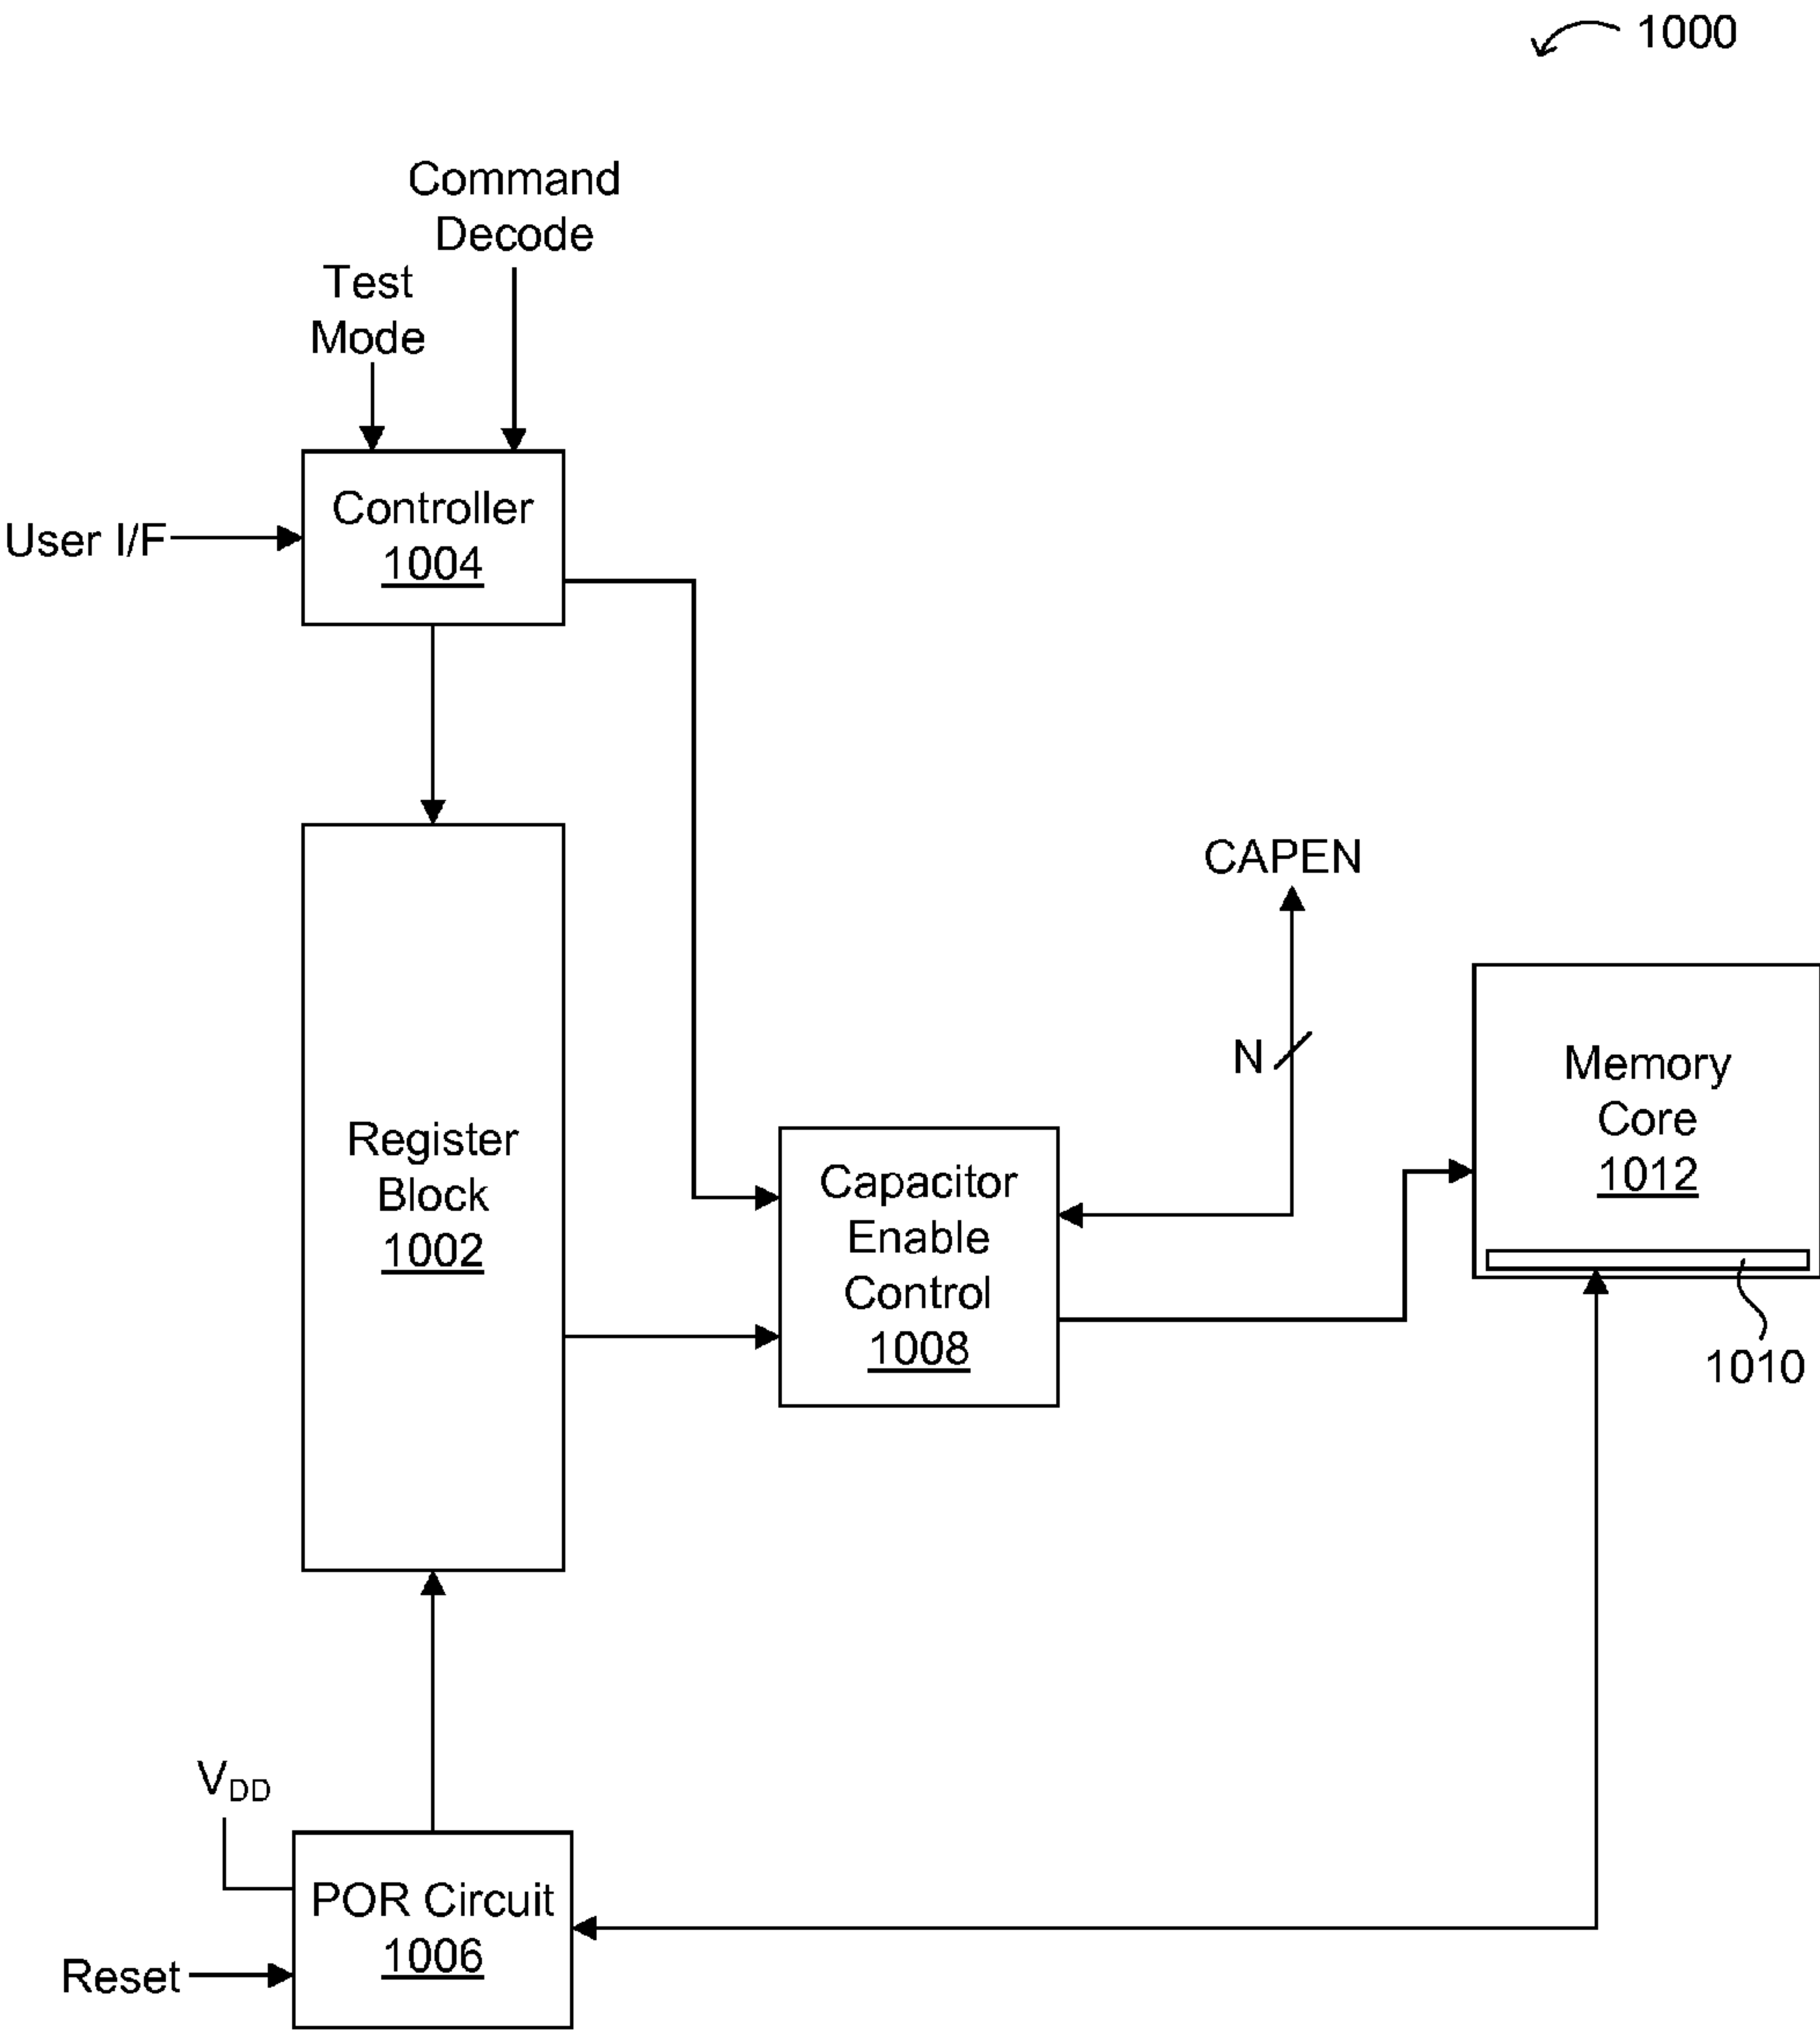 1000
Command
Decode
Test
Mode
User I/F
Controller
1004
CAPEN
N
Memory
Core
1012
Register
Block
1002
Capacitor
Enable
Control
1008
1010
VDD
POR Circuit
1006
Reset